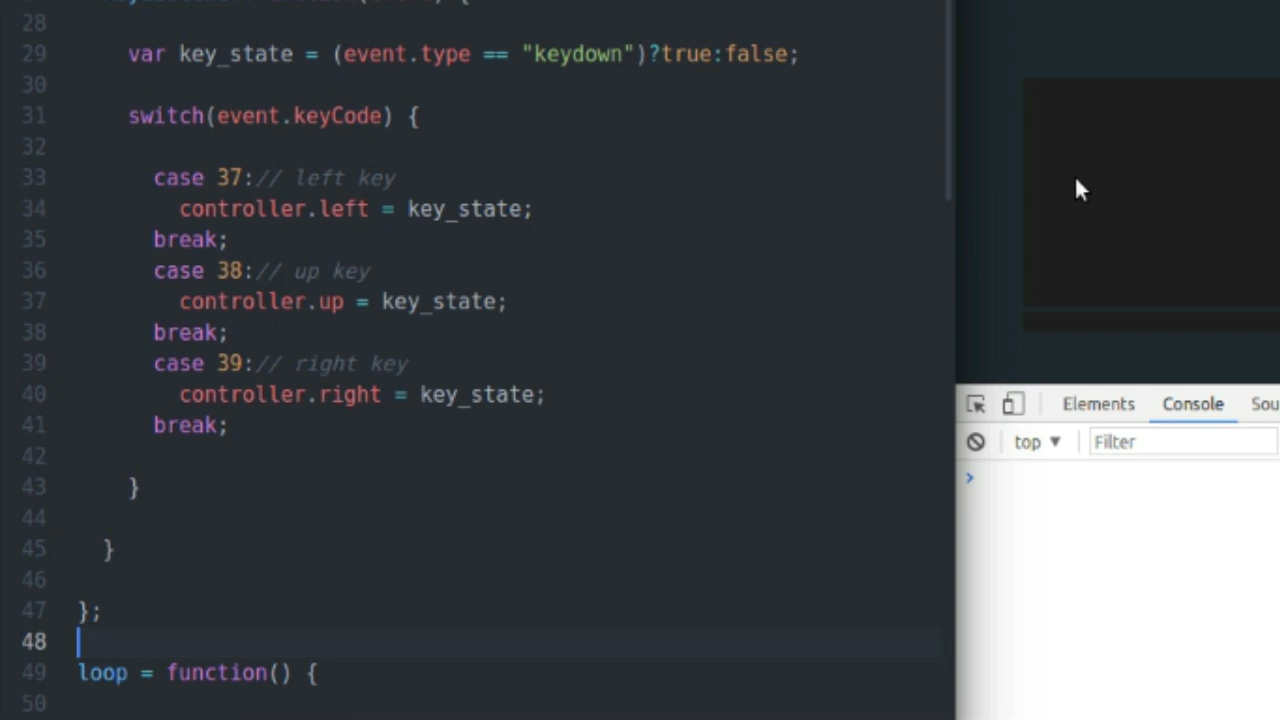 28
29 var key_state = (event.type == "keydown")?true:false;
30
31 switch(event.keyCode) {
32
33 case 37:// left key
34 controller.left = key_state;
35 break;
36 case 38:// up key
37 controller.up = key_state;
38 break;
39 case 39:// right key
40 controller.right = key_state;
41 break;
42
43 }
44
45 }
46
47 };
48
49 loop = function() {
50
Elements Console Sou
top ▼ Filter